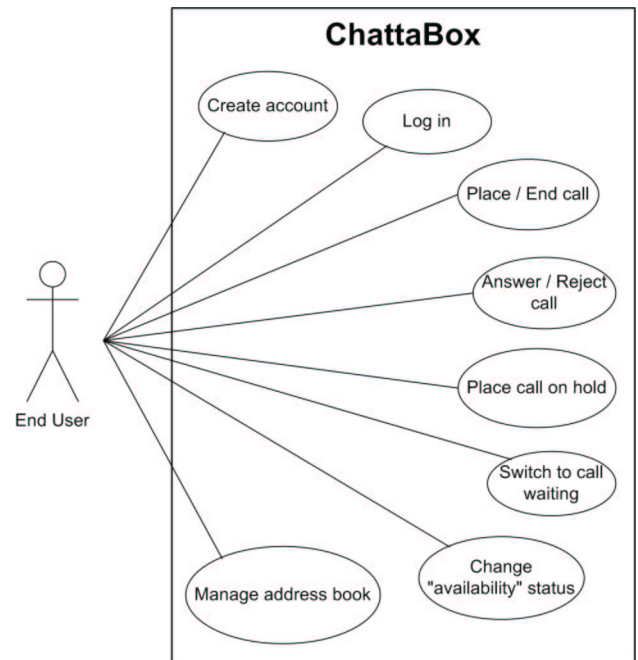 ChattaBox
Create account
Log in
Place / End call
Answer / Reject
call
Place call on hold
End User
Switch to call
waiting
Change
"availability" status
Manage address book